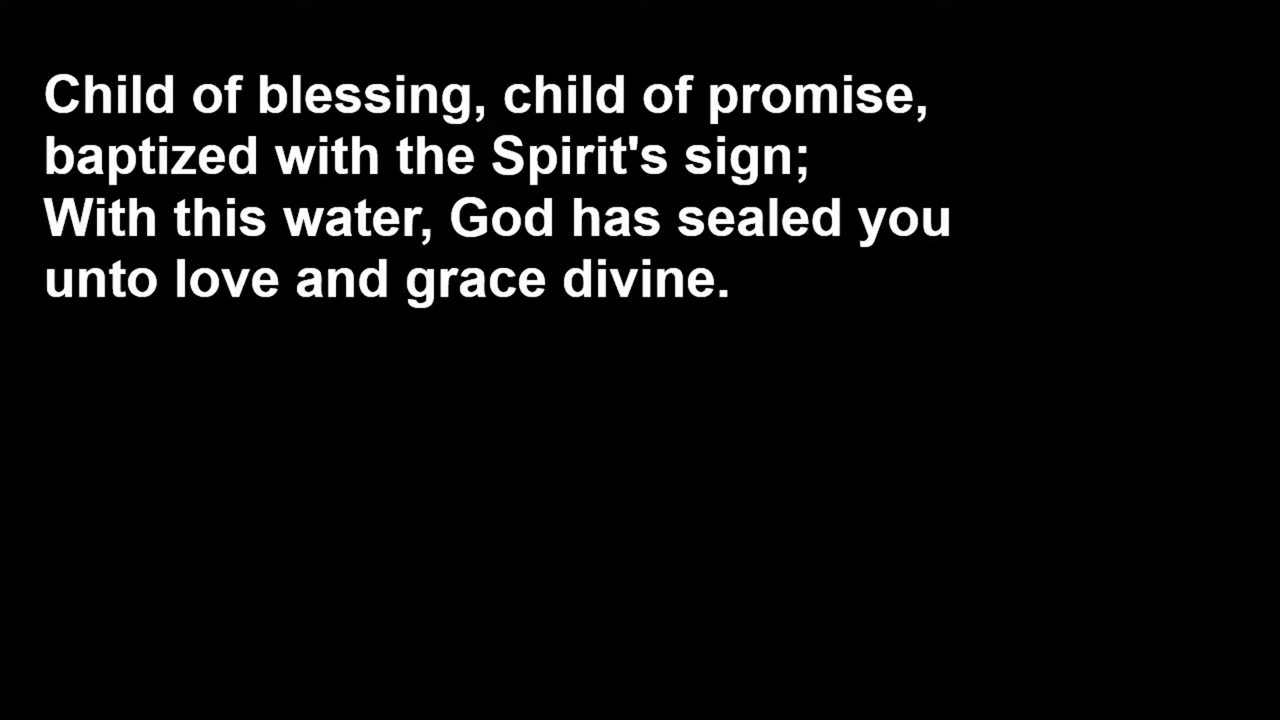 Child of blessing, child of promise,
baptized with the Spirit's sign;
With this water, God has sealed you
unto love and grace divine.